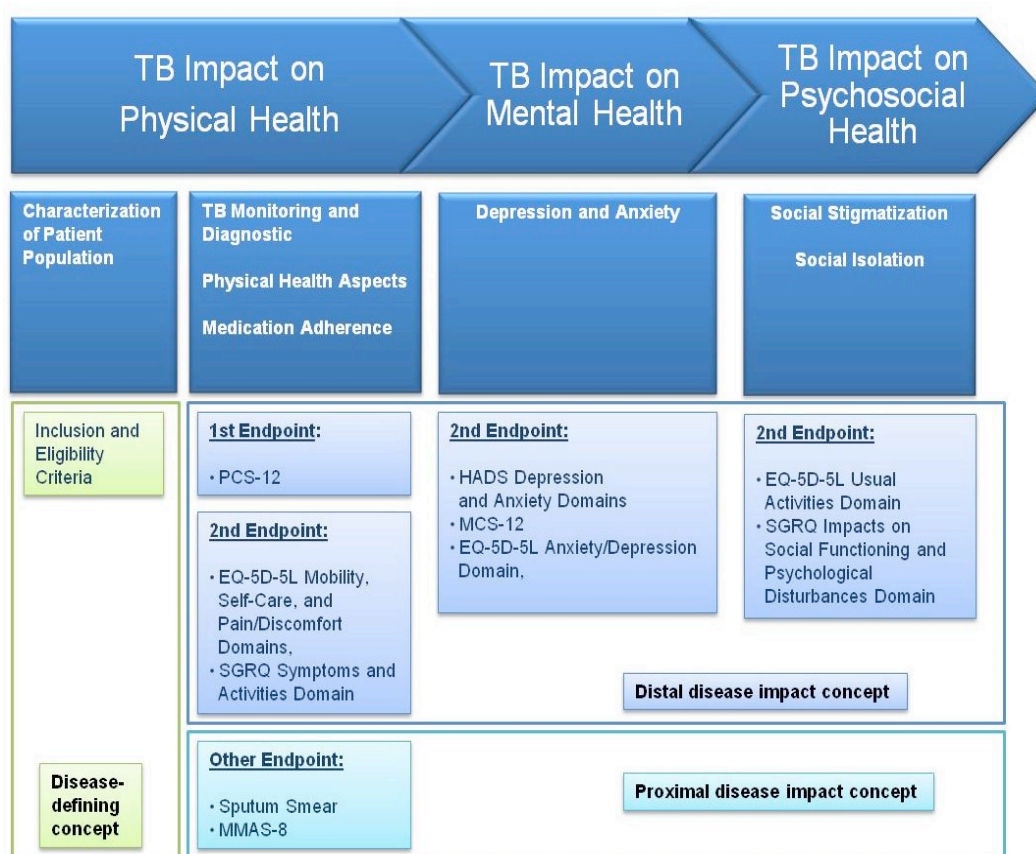 TB Impact on
Physical Health
TB Impact on
Mental Health
TB Impact on
Psychosocial
Health
Characterization
of Patient
Population
TB Monitoring and
Diagnostic
Physical Health Aspects
Medication Adherence
Depression and Anxiety
Social Stigmatization
Social Isolation
Inclusion and
Eligibility
Criteria
Disease-
defining
concept
1st Endpoint:
• PCS-12
2nd Endpoint:
• EQ-5D-5L Mobility,
Self-Care, and
Pain/Discomfort
Domains,
• SGRQ Symptoms and
Activities Domain
2nd Endpoint:
• HADS Depression
and Anxiety Domains
• MCS-12
• EQ-5D-5L Anxiety/Depression
Domain,
2nd Endpoint:
• EQ-5D-5L Usual
Activities Domain
• SGRQ Impacts on
Social Functioning and
Psychological
Disturbances Domain
Distal disease impact concept
Other Endpoint:
• Sputum Smear
• MMAS-8
Proximal disease impact concept